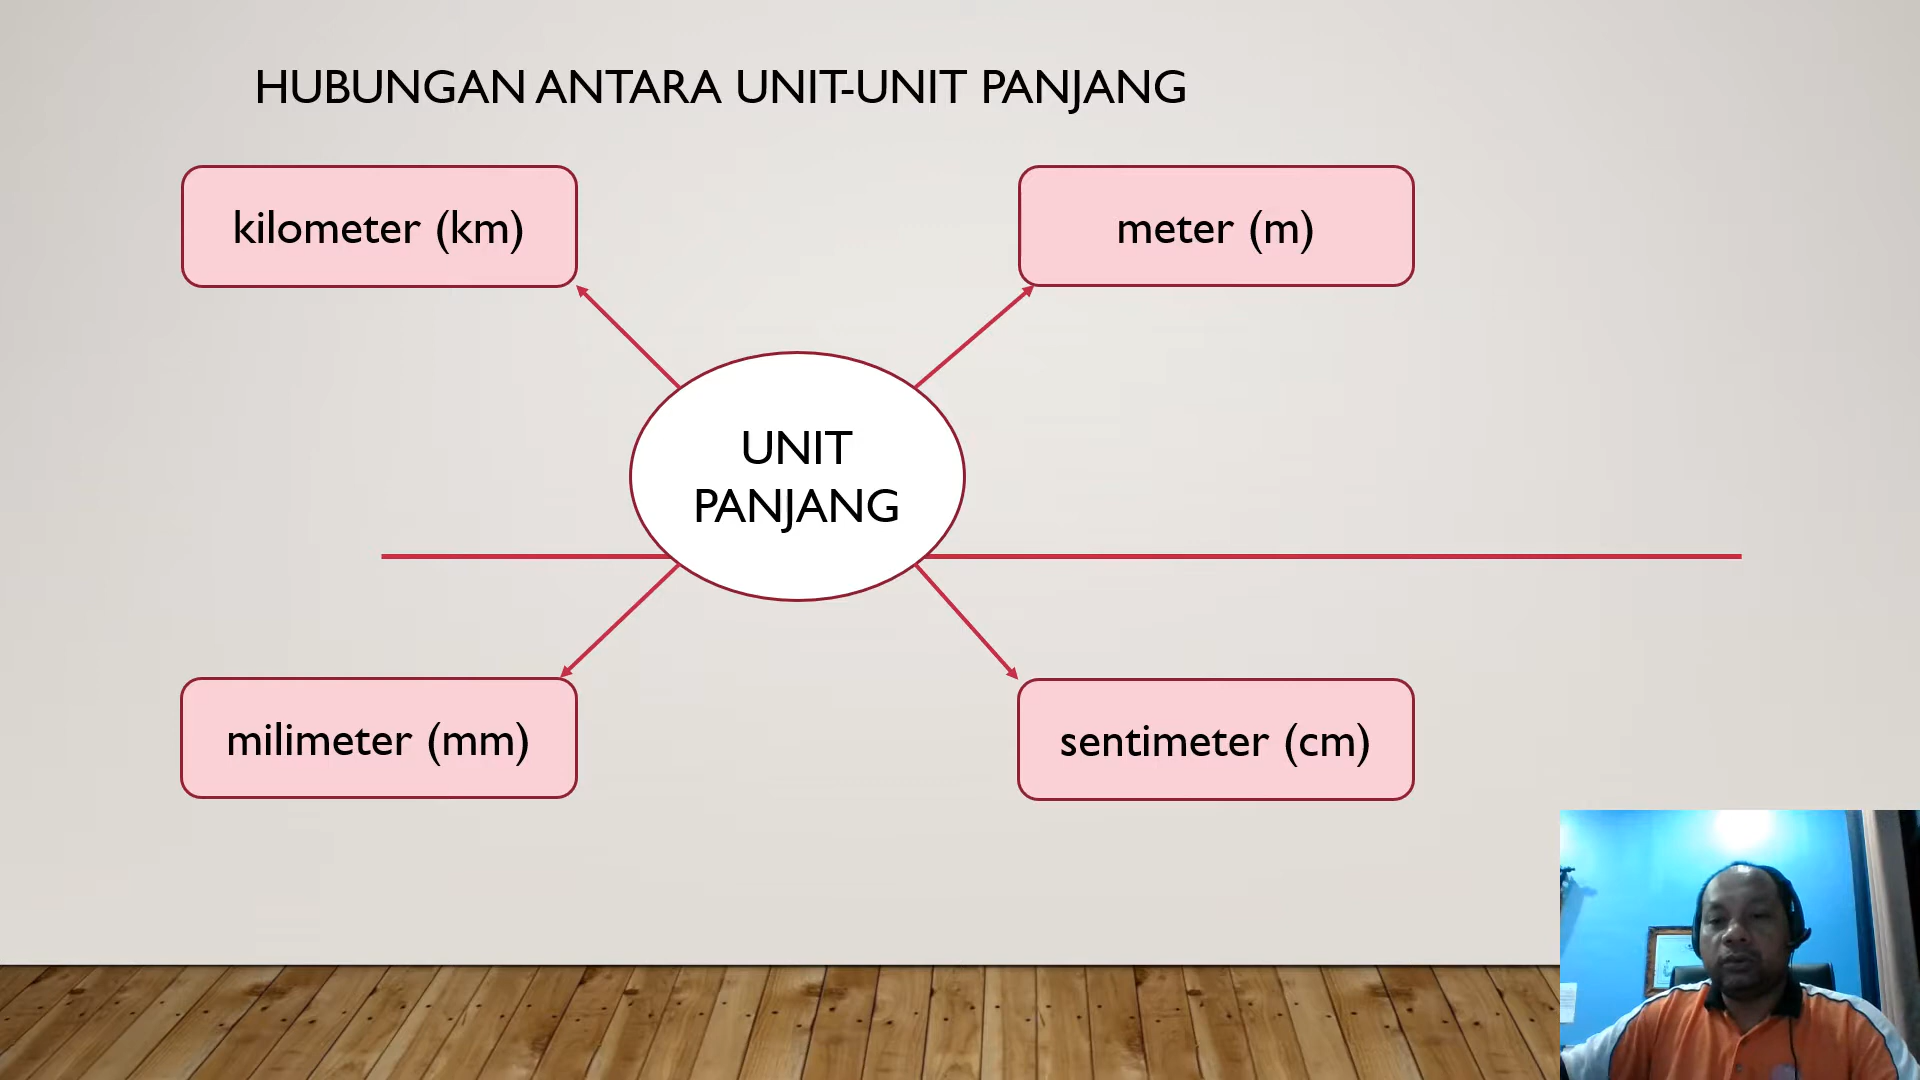 HUBUNGAN ANTARA UNIT-UNIT PANJANG
kilometer (km)
meter (m)
UNIT
PANJANG
milimeter (mm)
sentimeter (cm)